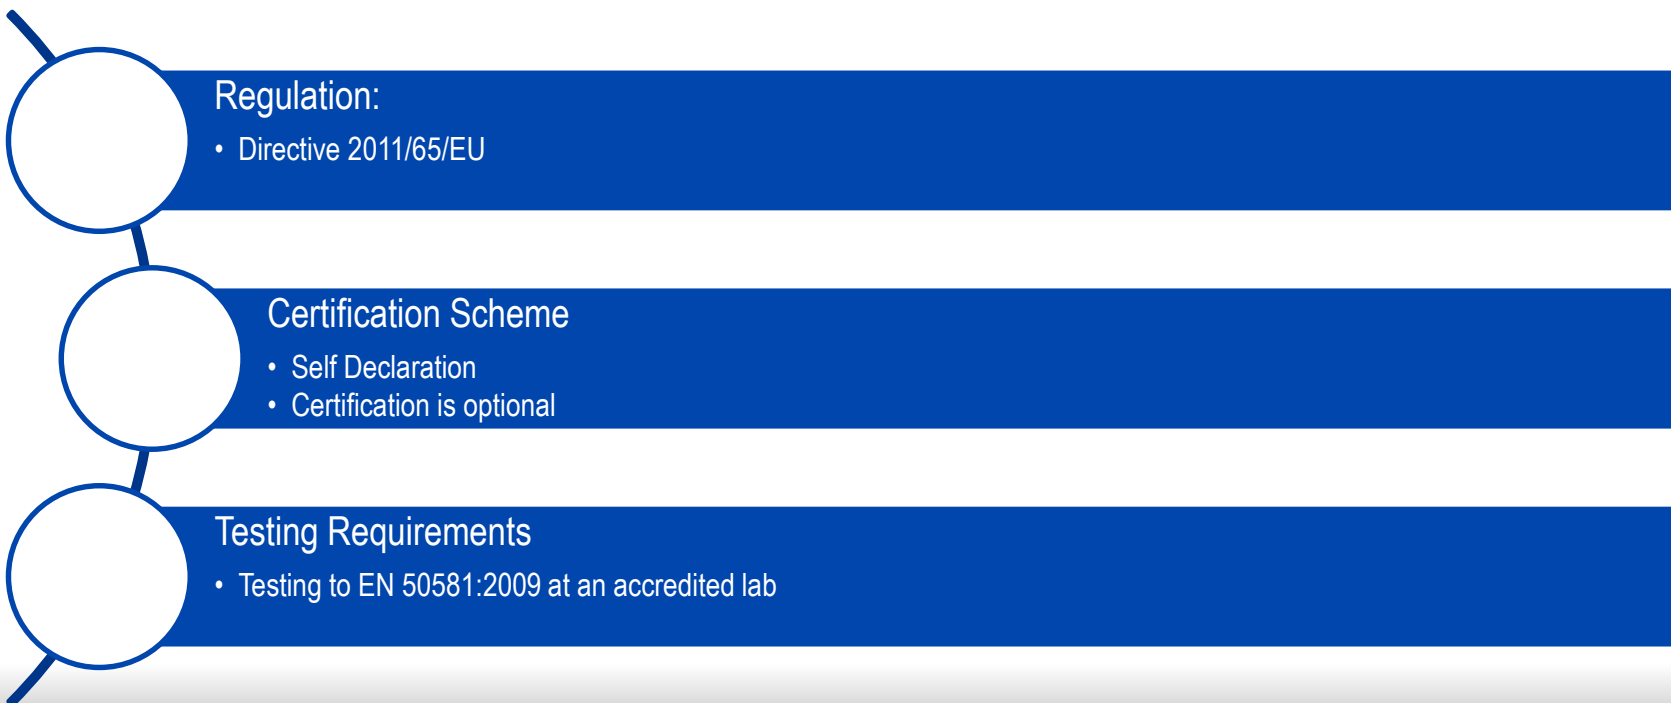 Regulation:
• Directive 2011/65/EU
Certification Scheme
• Self Declaration
• Certification is optional
Testing Requirements
• Testing to EN 50581:2009 at an accredited lab